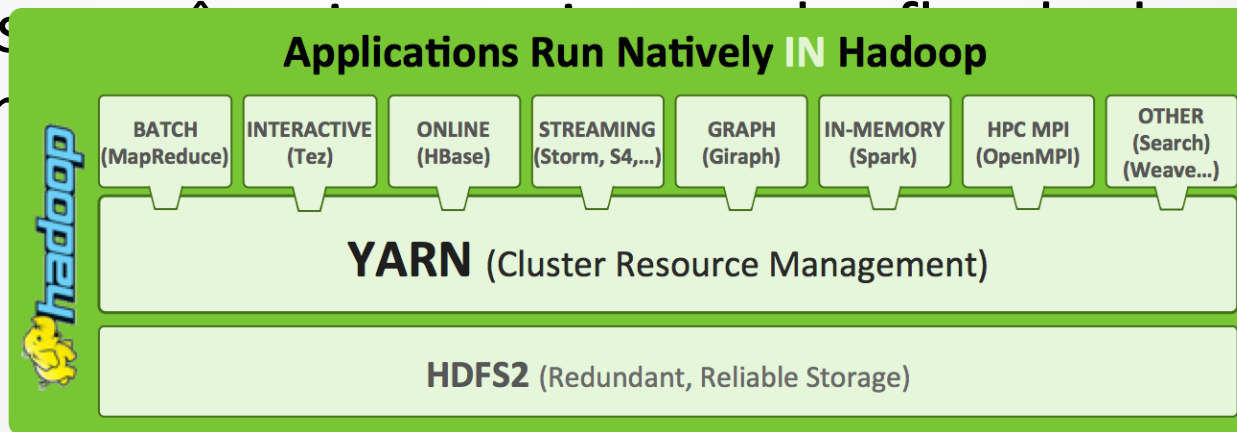 Applications Run Natively IN Hadoop
BATCH
(MapReduce)
INTERACTIVE
(Tez)
ONLINE
(HBase)
STREAMING
(Storm, S4,...)
GRAPH
(Giraph)
IN-MEMORY
(Spark)
HPC MPI
(OpenMPI)
OTHER
(Search)
(Weave...)
hadoop
YARN (Cluster Resource Management)
HDFS2 (Redundant, Reliable Storage)